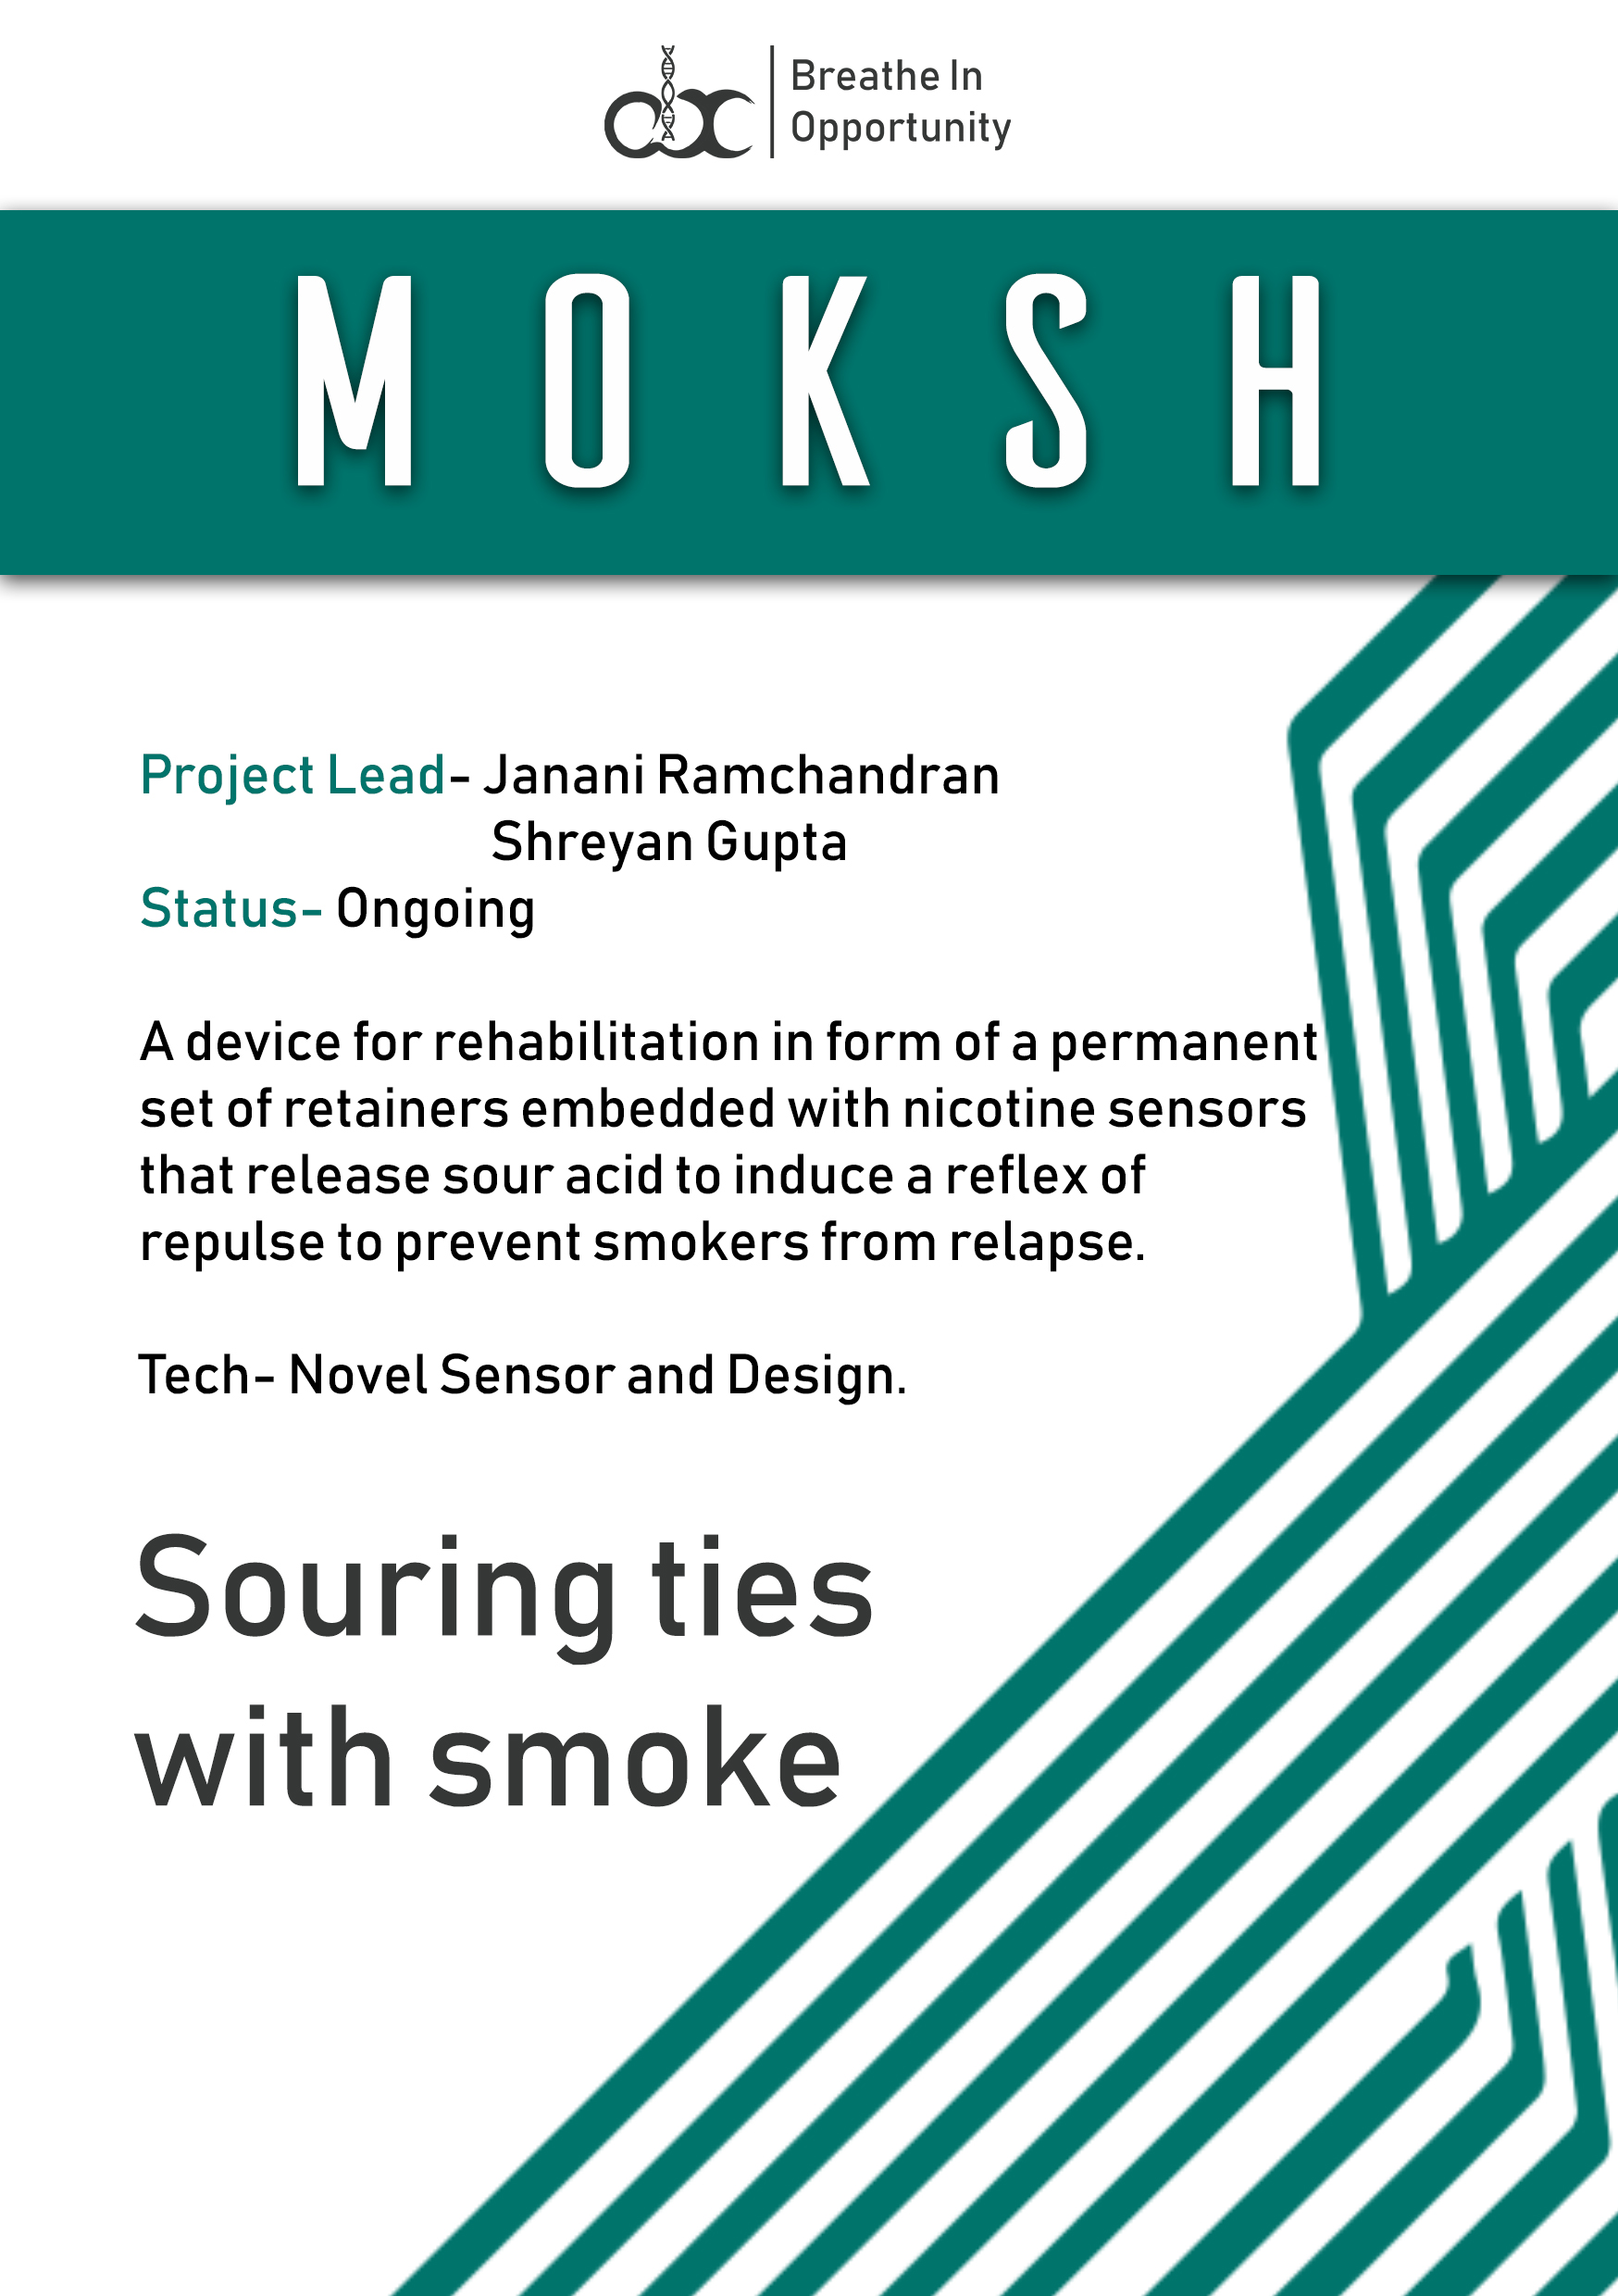 abc
Breathe In
Opportunity
MOKSH
Project Lead- Janani Ramchandran
Shreyan Gupta
Status- Ongoing
A device for rehabilitation in form of a permanent
set of retainers embedded with nicotine sensors
that release sour acid to induce a reflex of
repulse to prevent smokers from relapse.
Tech- Novel Sensor and Design.
Souring ties
with smoke